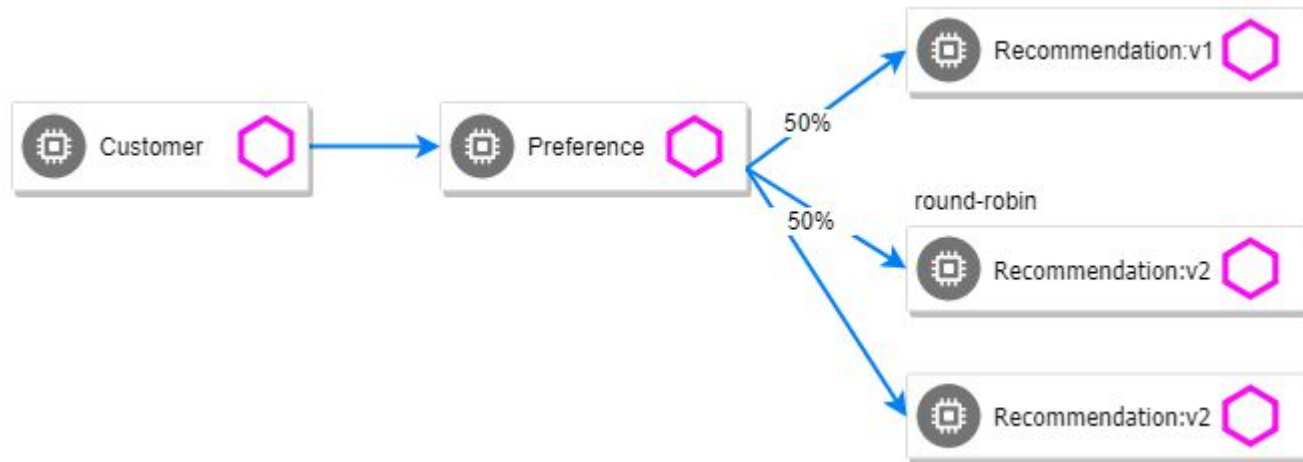 Customer
Preference
50%
50%
Recommendation:v1
round-robin
Recommendation:v2
Recommendation:v2